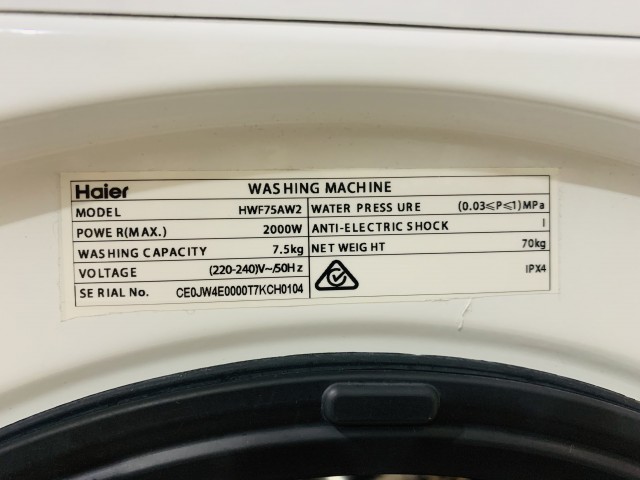 Haier WASHING MACHINE
MODEL HWF75AW2 WATER PRESSURE (0.03≤P≤1)MPa
POWER(MAX.) 2000W ANTI-ELECTRIC SHOCK I
WASHING CAPACITY 7.5kg NET WEIGHT 70kg
VOLTAGE (220-240)V~/50Hz IPX4
SERIAL No. CE0JW4E0000T7KCH0104